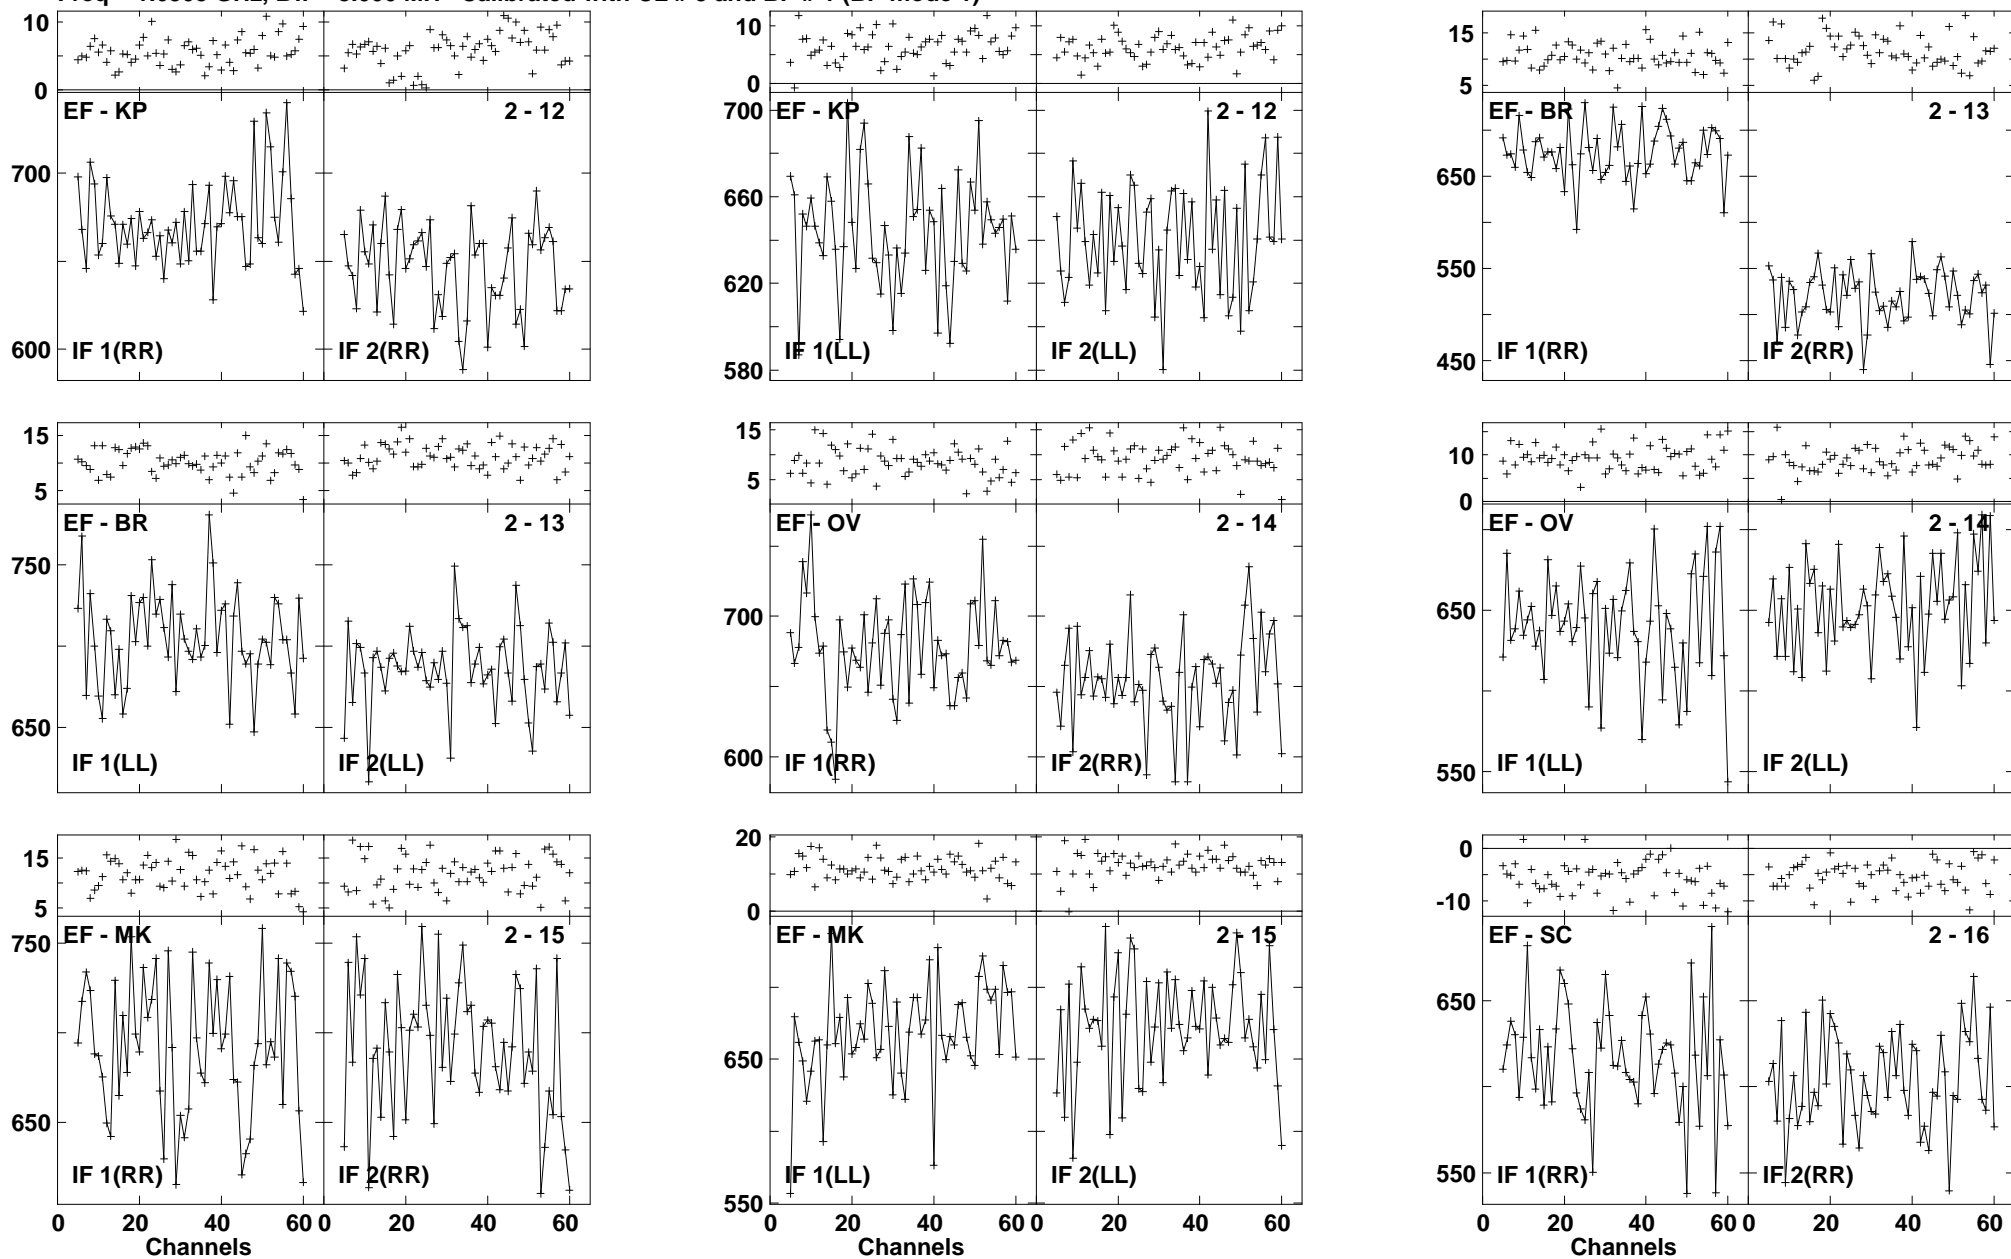 10
0
EF - KP 2 - 12
700
600
IF 1(RR) IF 2(RR)
10
5
0
EF - KP 2 - 12
700
660
620
580
IF 1(LL) IF 2(LL)
15
5
EF - BR 2 - 13
650
550
450
IF 1(RR) IF 2(RR)
15
5
EF - BR 2 - 13
750
650
IF 1(LL) IF 2(LL)
15
10
5
EF - OV 2 - 14
700
600
IF 1(RR) IF 2(RR)
10
0
EF - OV 2 - 14
650
550
IF 1(LL) IF 2(LL)
15
5
EF - MK 2 - 15
750
650
IF 1(RR) IF 2(RR)
0 20 40 60 0 20 40 60
Channels
20
10
0
EF - MK 2 - 15
650
550
IF 1(LL) IF 2(LL)
0 20 40 60 0 20 40 60
Channels
0
-10
EF - SC 2 - 16
650
550
IF 1(RR) IF 2(RR)
0 20 40 60 0 20 40 60
Channels